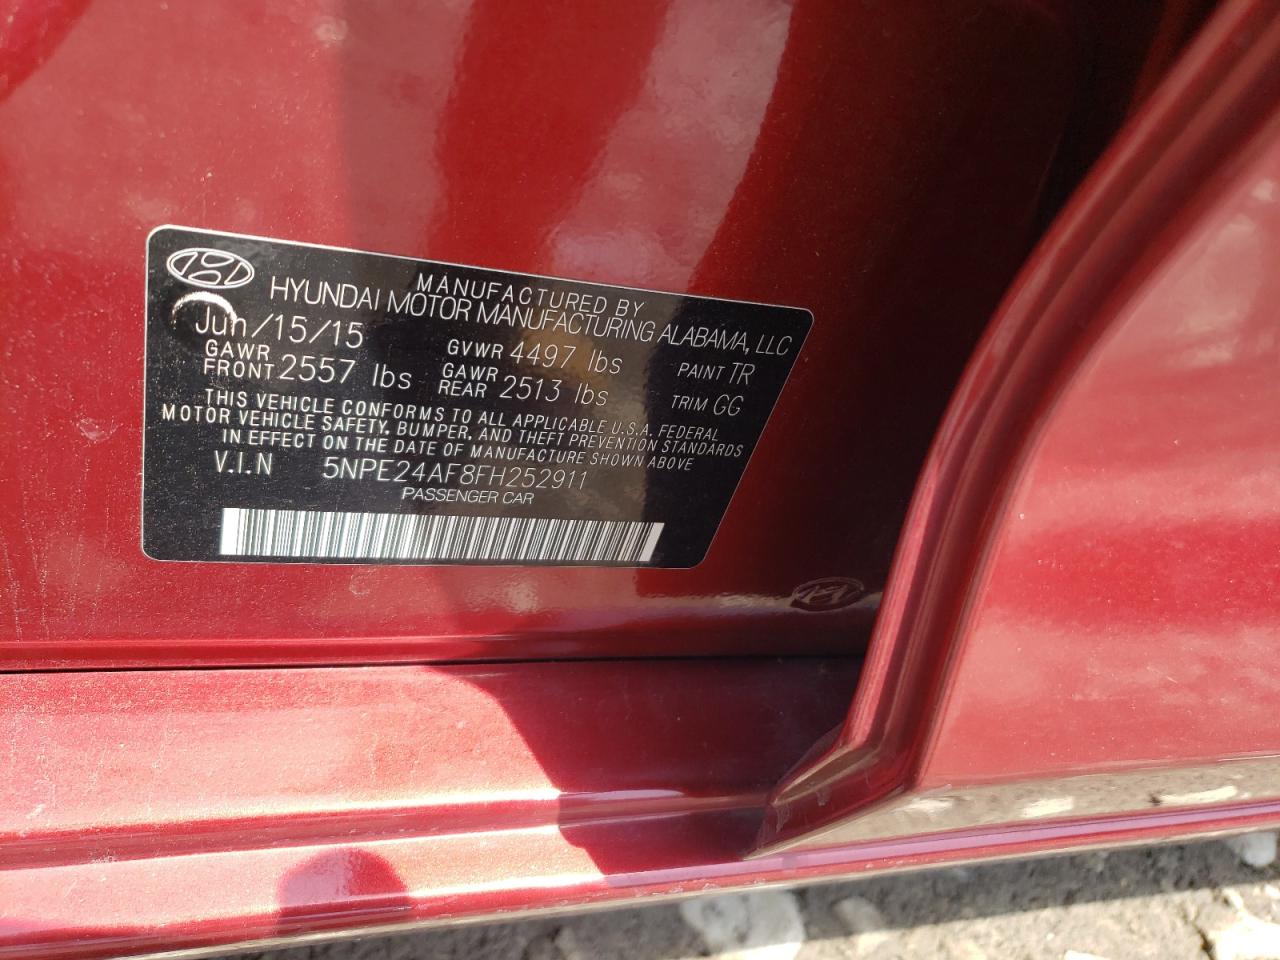 MANUFACTURED BY
HYUNDAI MOTOR MANUFACTURING ALABAMA, LLC
Jun/15/15 GVWR 4497 lbs PAINT TR
GAWR FRONT 2557 lbs GAWR REAR 2513 lbs TRIM GG
THIS VEHICLE CONFORMS TO ALL APPLICABLE U.S.A. FEDERAL
MOTOR VEHICLE SAFETY, BUMPER, AND THEFT PREVENTION STANDARDS
IN EFFECT ON THE DATE OF MANUFACTURE SHOWN ABOVE
V.I.N 5NPE24AF8FH252911
PASSENGER CAR